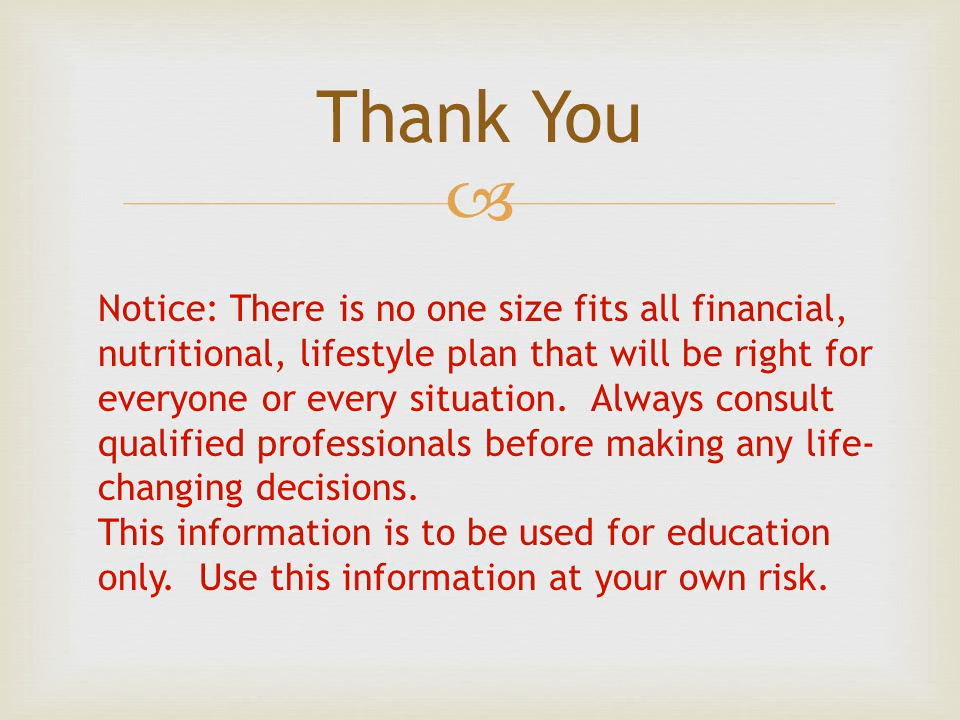 Thank You
Notice: There is no one size fits all financial,
nutritional, lifestyle plan that will be right for
everyone or every situation.  Always consult
qualified professionals before making any life-
changing decisions.
This information is to be used for education
only.  Use this information at your own risk.